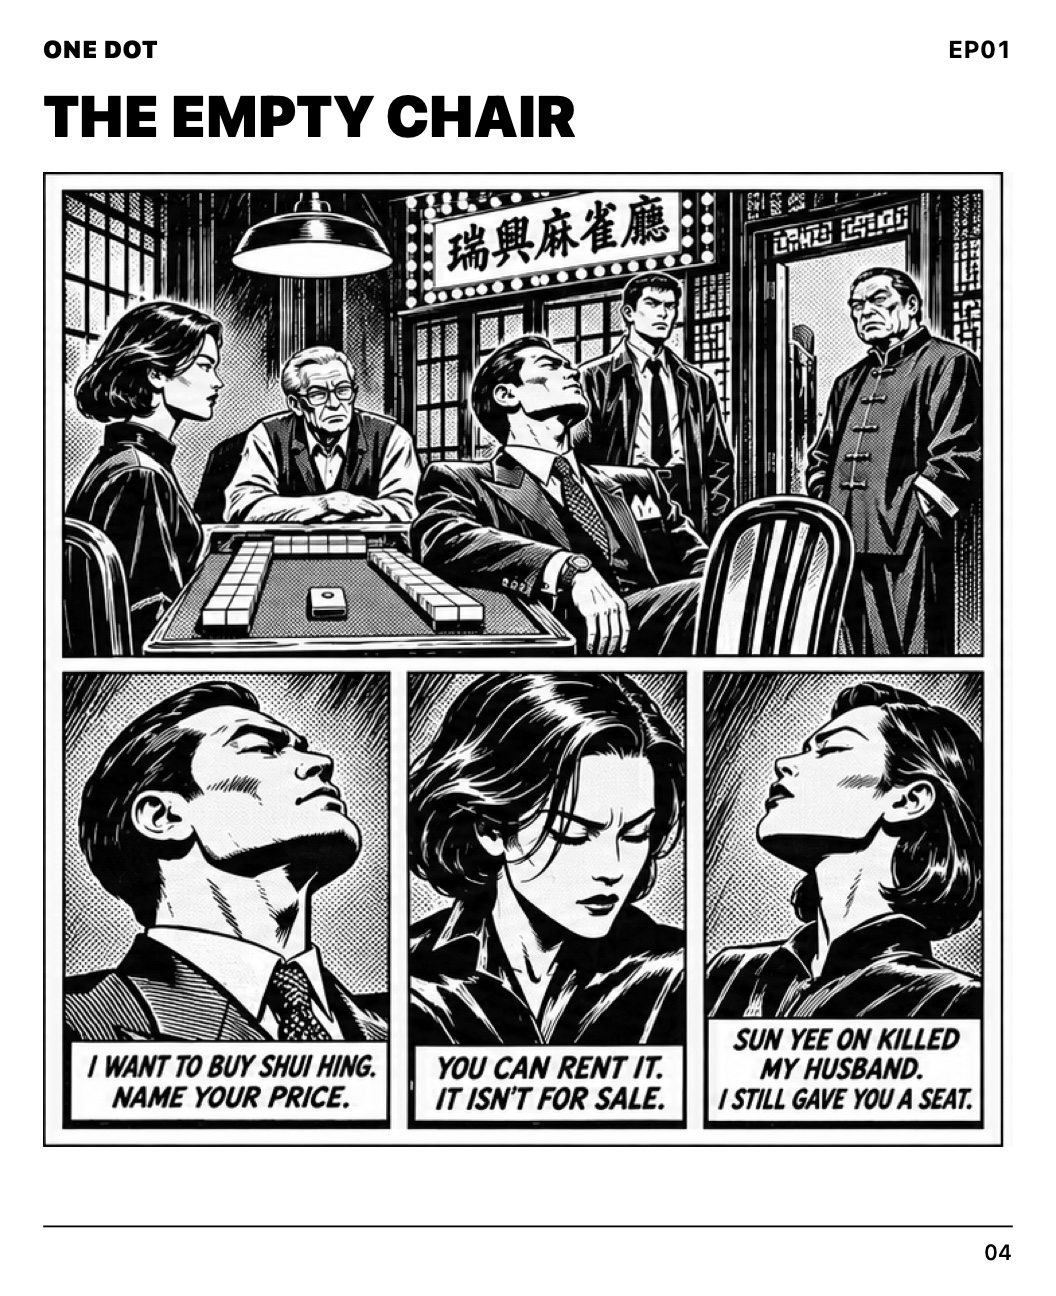 ONE DOT
EP01
THE EMPTY CHAIR
瑞興麻雀廳
I WANT TO BUY SHUI HING.
NAME YOUR PRICE.
YOU CAN RENT IT.
IT ISN'T FOR SALE.
SUN YEE ON KILLED
MY HUSBAND.
I STILL GAVE YOU A SEAT.
04